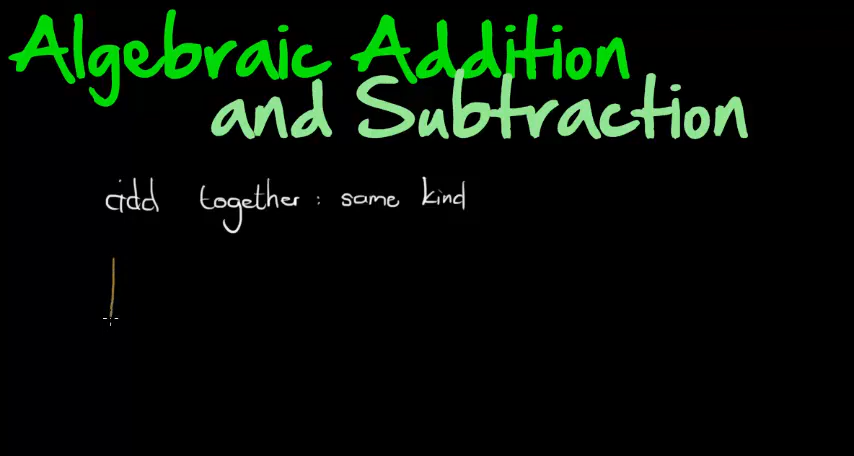 Algebraic Addition
and Subtraction
add together : same kind